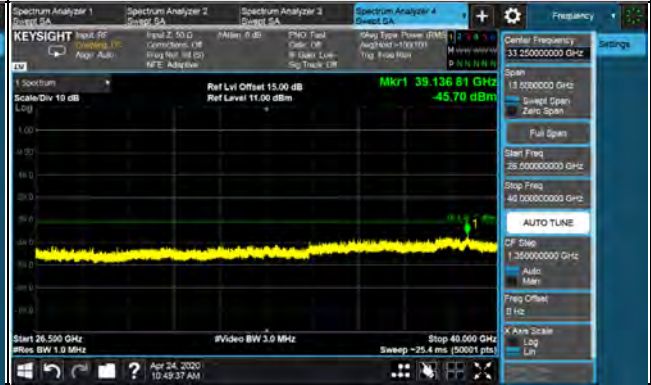 Spectrum Analyzer 1
Swept SA
Spectrum Analyzer 2
Swept SA
Spectrum Analyzer 3
Swept SA
Spectrum Analyzer 4
Swept SA
Frequency
KEYSIGHT
Input: RF
Align: Auto
Input Z: 50 Ω
Corrections: Off
Freq Ref: Int (S)
NFE: Adaptive
PNO: Fast
Gate: Off
IF Gain: Low
Sig Track: Off
Avg Type: Power (RMS)
Avg|Hold:>100/100
Trig: Free Run
1 Spectrum
Scale/Div 10 dB
Log
Ref Lvl Offset 15.00 dB
Ref Level 11.00 dBm
Mkr1 39.136 81 GHz
-45.70 dBm
1.00
1
Start 26.500 GHz
#Res BW 1.0 MHz
#Video BW 3.0 MHz
Stop 40.000 GHz
Sweep ~25.4 ms (50001 pts)
Center Frequency
33.250000000 GHz
Settings
Span
13.5000000 GHz
Swept Span
Zero Span
Full Span
Start Freq
26.500000000 GHz
Stop Freq
40.000000000 GHz
AUTO TUNE
CF Step
1.350000000 GHz
Auto
Man
Freq Offset
0 Hz
X Axis Scale
Log
Lin
Apr 24, 2020
10:49:37 AM